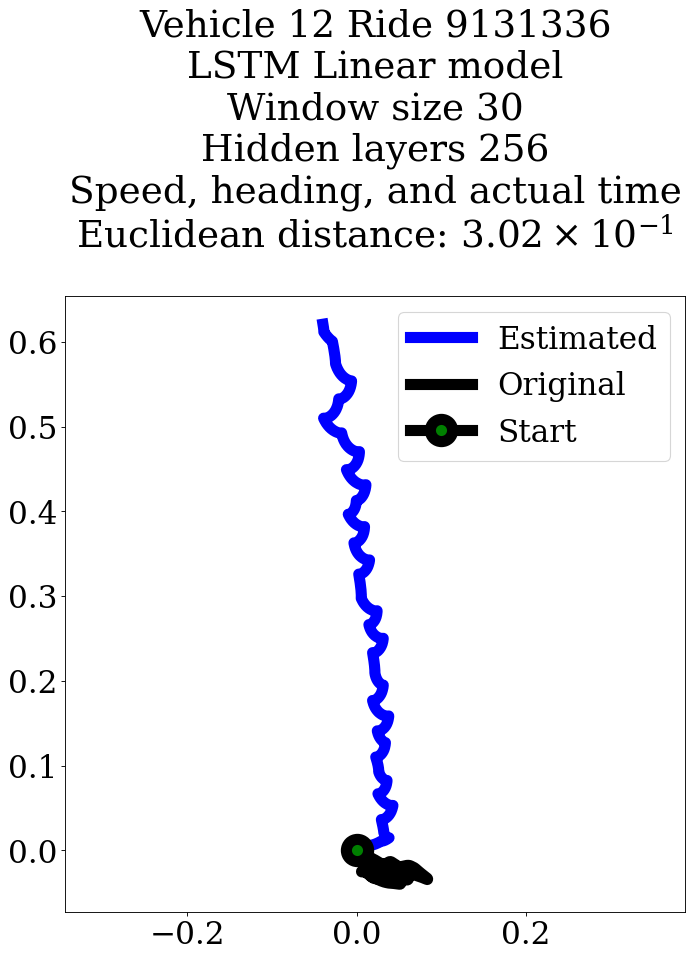 Vehicle 12 Ride 9131336
LSTM Linear model
Window size 30
Hidden layers 256
Speed, heading, and actual time
Euclidean distance: 3.02 × 10⁻¹
Estimated
Original
Start
0.6
0.5
0.4
0.3
0.2
0.1
0.0
−0.2
0.0
0.2